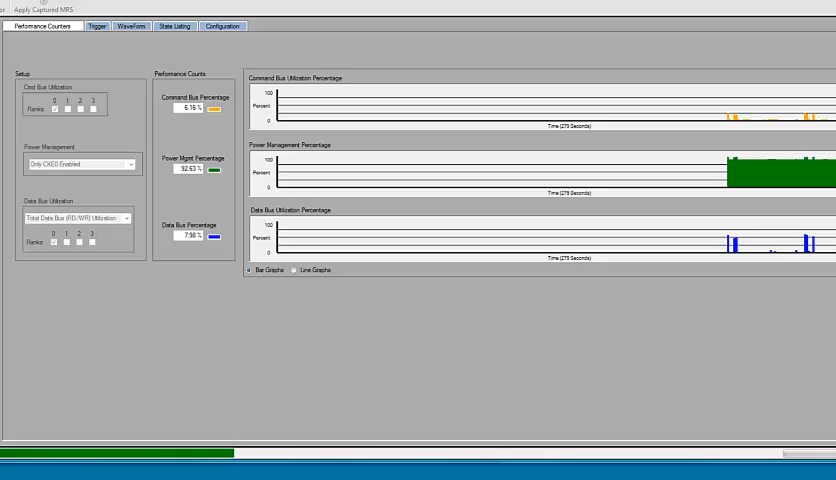 er Apply Captured MRS
Performance Counters Trigger WaveForm State Listing Configuration
Setup
Cmd Bus Utilization
0 1 2 3
Ranks
Power Management
Only CKE0 Enabled
Data Bus Utilization
Total Data Bus (RD/WR) Utilization
0 1 2 3
Ranks
Performance Counts
Command Bus Percentage
6.16 %
Power Mgmt Percentage
92.63 %
Data Bus Percentage
7.98 %
Command Bus Utilization Percentage
100
Percent
0
Time (279 Seconds)
Power Management Percentage
100
Percent
0
Time (279 Seconds)
Data Bus Utilization Percentage
100
Percent
0
Time (279 Seconds)
Bar Graphs Line Graphs